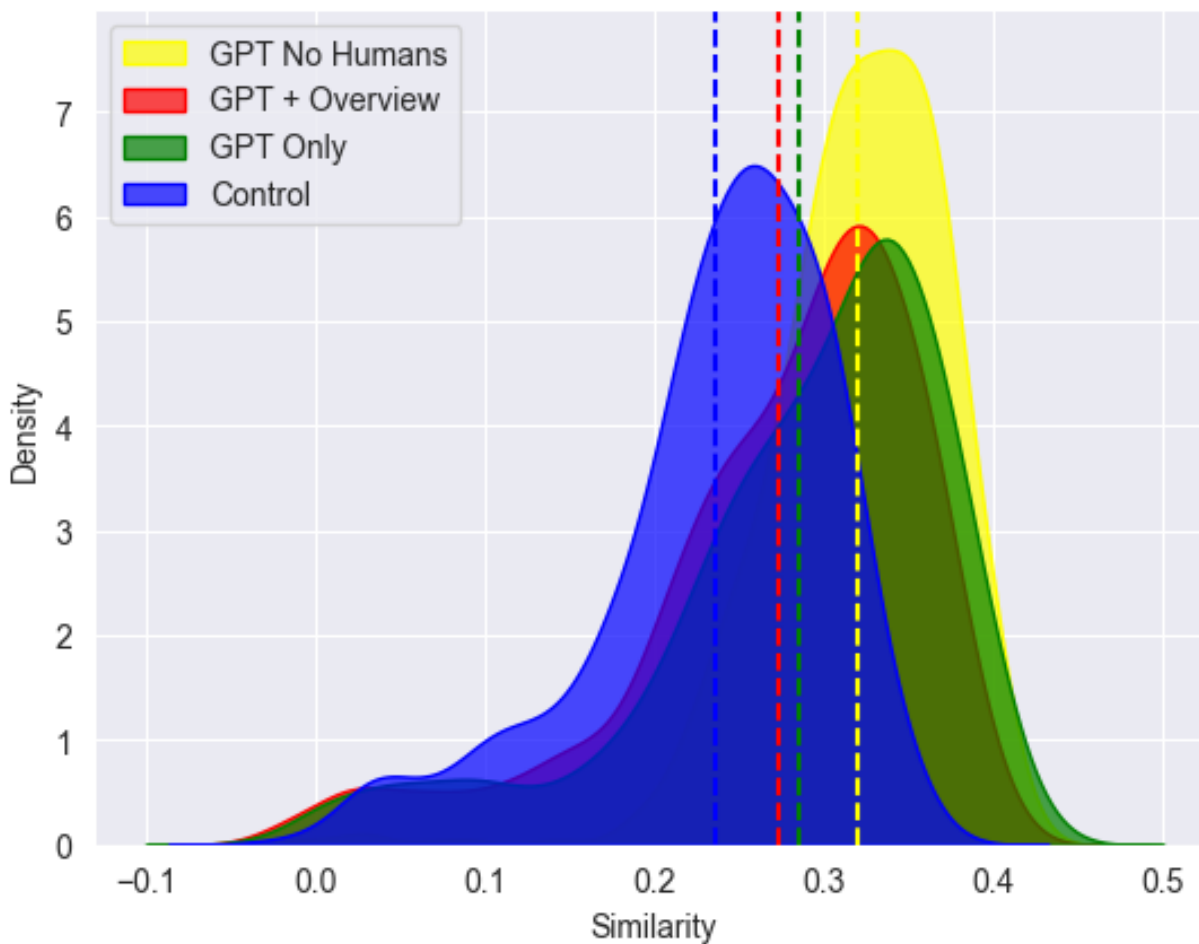 GPT No Humans
GPT + Overview
GPT Only
Control
Density
7
6
5
4
3
2
1
0
−0.1
0.0
0.1
0.2
0.3
0.4
0.5
Similarity